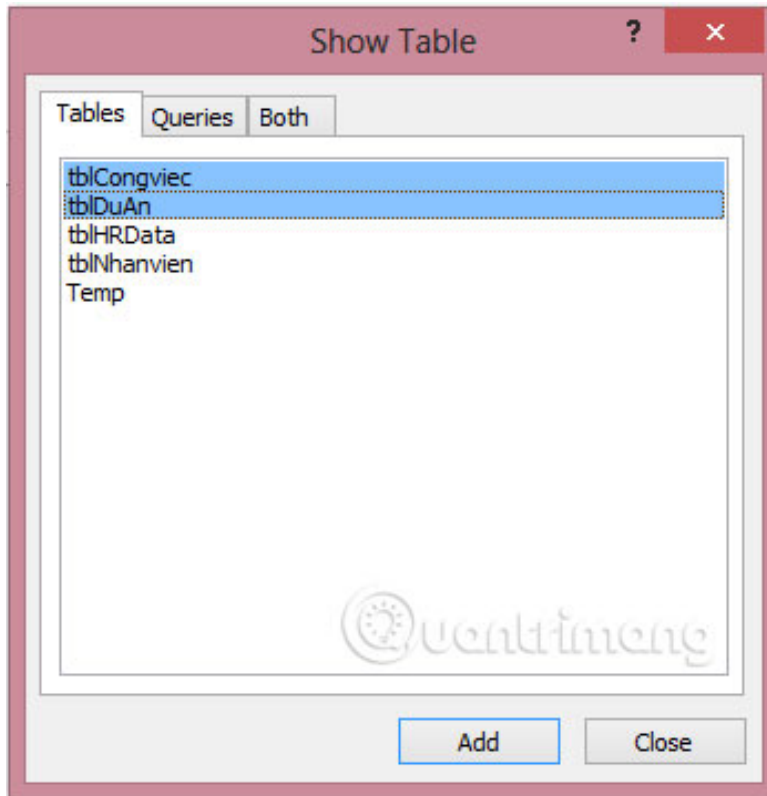 Show Table ?
Tables Queries Both
tblCongviec
tblDuAn
tblHRData
tblNhanvien
Temp
Quantrimang
Add Close